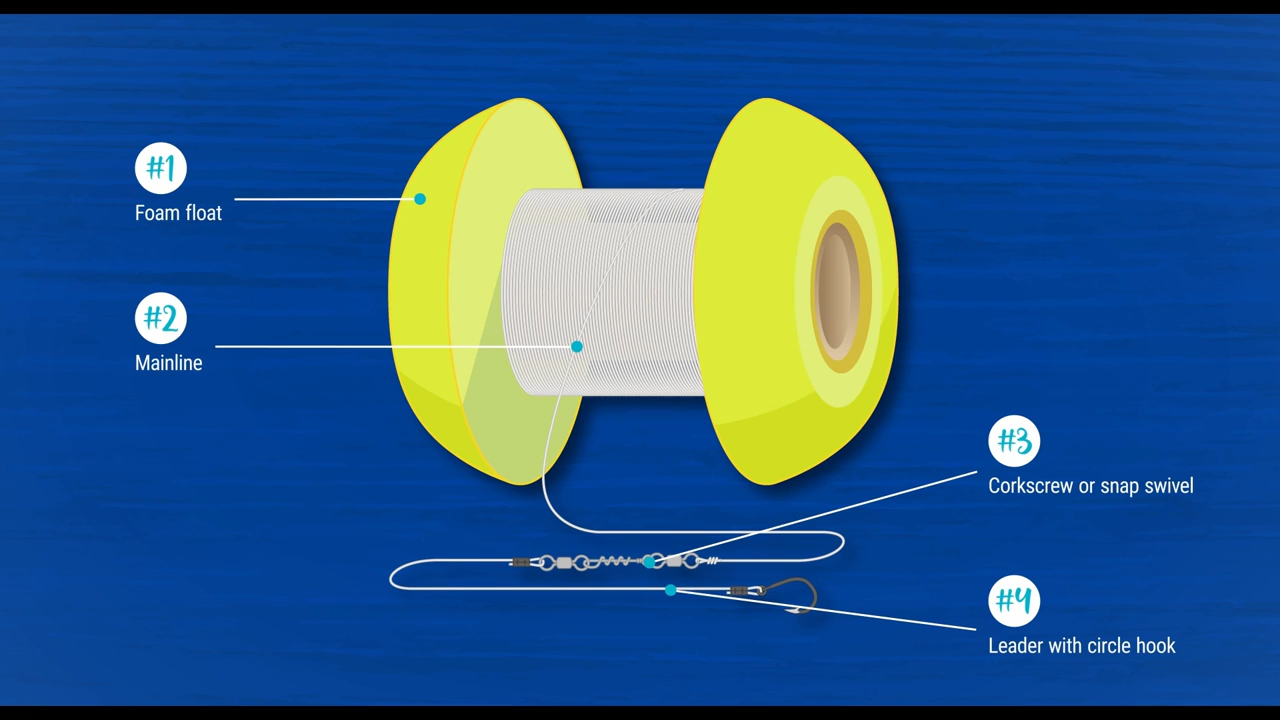 #1
Foam float
#2
Mainline
#3
Corkscrew or snap swivel
#4
Leader with circle hook